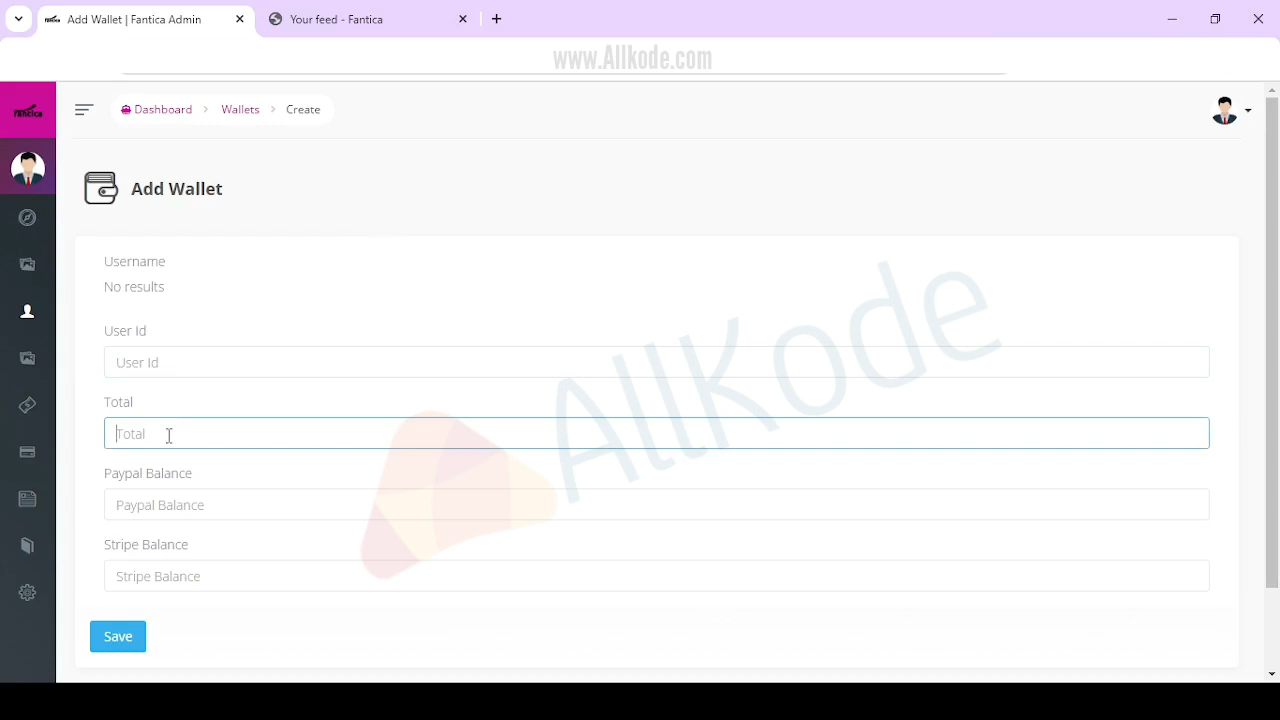 Add Wallet | Fantica Admin
Your feed - Fantica
www.Allkode.com
fantica
Dashboard > Wallets > Create
Add Wallet
Username
No results
User Id
User Id
Total
Total
Paypal Balance
Paypal Balance
Stripe Balance
Stripe Balance
Save
AllKode